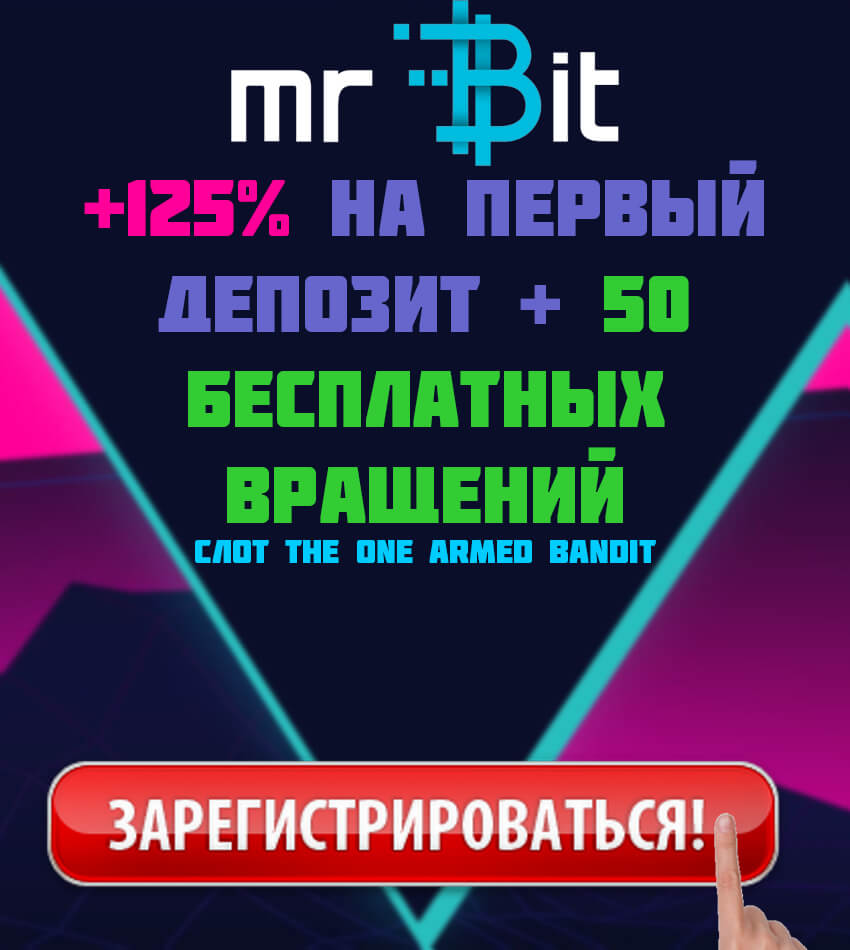 mr Bit
+125% НА ПЕРВЫЙ
ДЕПОЗИТ + 50
БЕСПЛАТНЫХ
ВРАЩЕНИЙ
СЛОТ THE ONE ARMED BANDIT
ЗАРЕГИСТРИРОВАТЬСЯ!